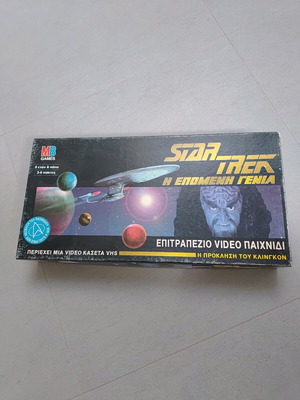 MB
GAMES
STAR
TREK
Η ΕΠΟΜΕΝΗ ΓΕΝΙΑ
ΕΠΙΤΡΑΠΕΖΙΟ VIDEO ΠΑΙΧΝΙΔΙ
ΠΕΡΙΕΧΕΙ ΜΙΑ VIDEO ΚΑΣΕΤΑ VHS
Η ΠΡΟΚΛΗΣΗ ΤΟΥ ΚΛΙΝΓΚΟΝ